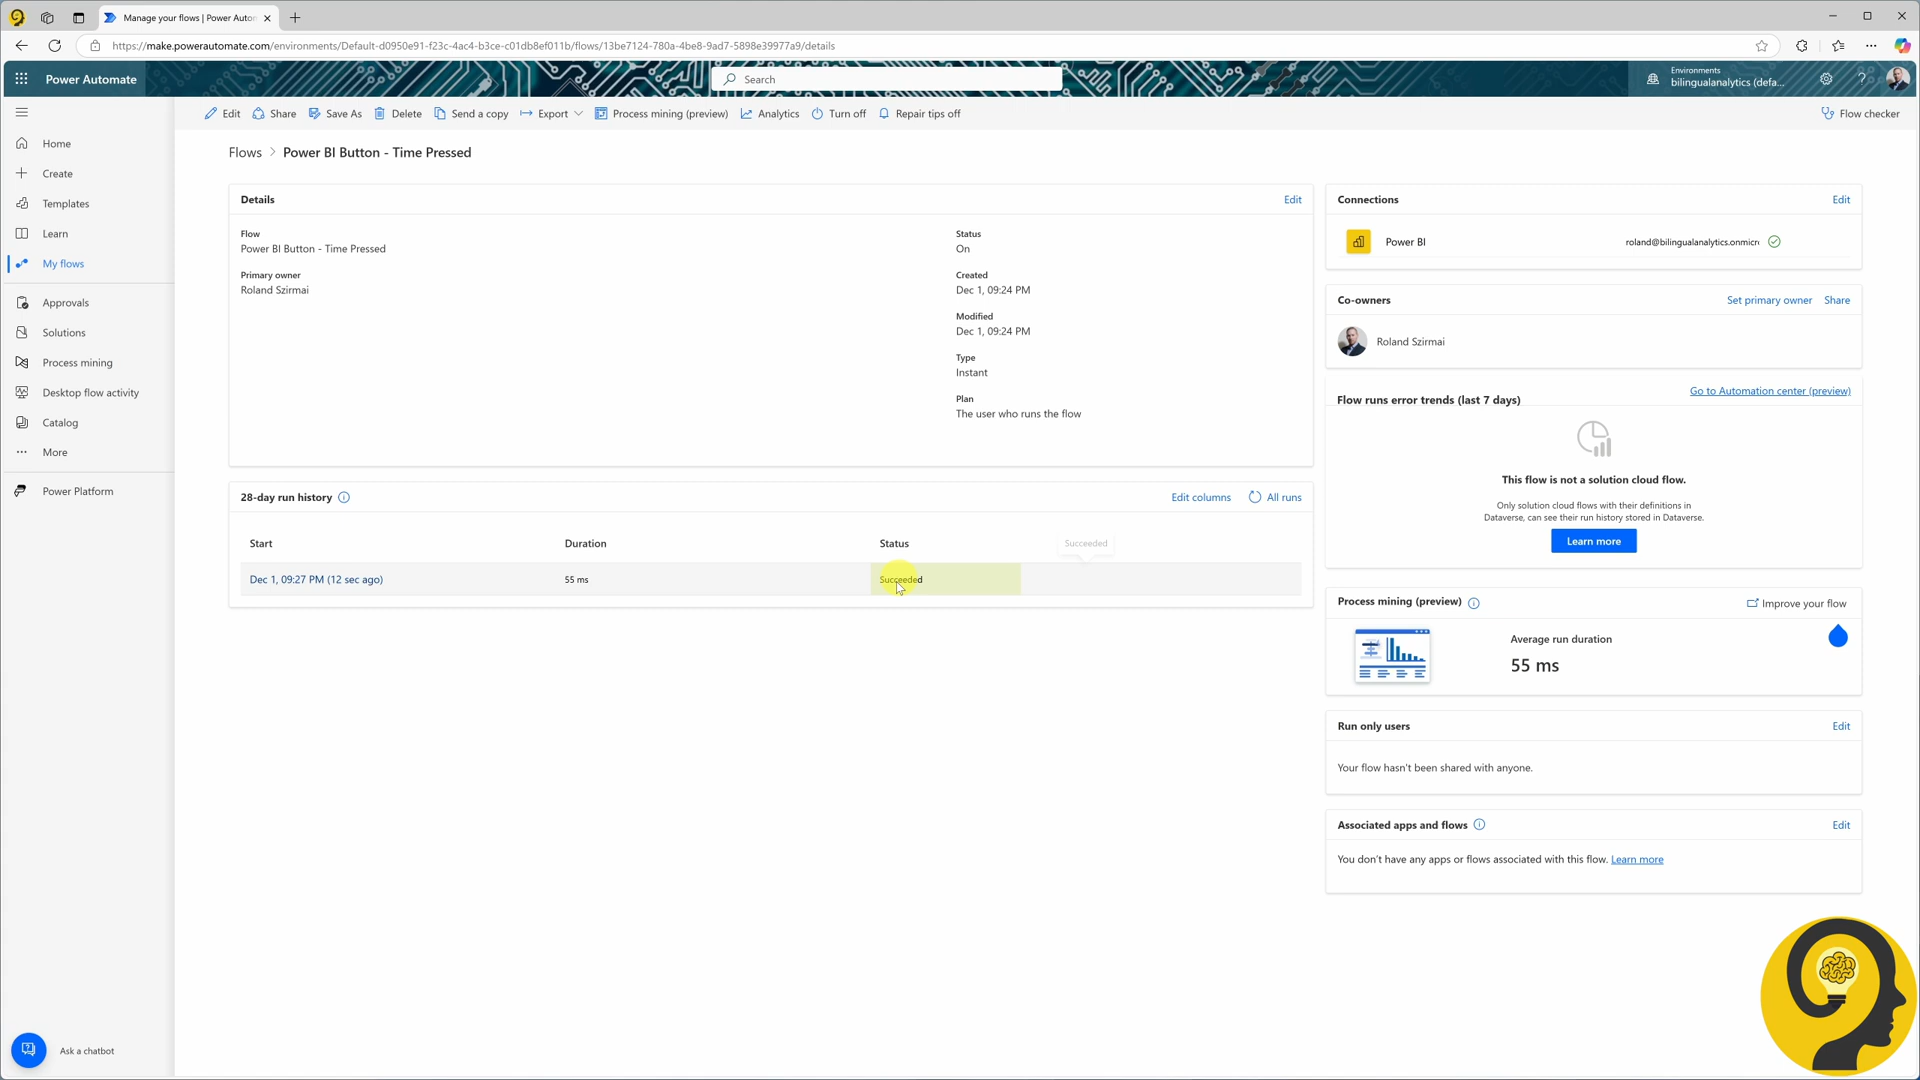 Manage your flows | Power Auton
https://make.powerautomate.com/environments/Default-d0950e91-f23c-4ac4-b3ce-c01db8ef011b/flows/13be7124-780a-4be8-9ad7-5898e39977a9/details
Power Automate
Search
Environments
bilingualanalytics (defa...
Edit
Share
Save As
Delete
Send a copy
Export
Process mining (preview)
Analytics
Turn off
Repair tips off
Flow checker
Home
Create
Templates
Learn
My flows
Approvals
Solutions
Process mining
Desktop flow activity
Catalog
More
Power Platform
Ask a chatbot
Flows > Power BI Button - Time Pressed
Details
Edit
Flow
Power BI Button - Time Pressed
Primary owner
Roland Szirmai
Status
On
Created
Dec 1, 09:24 PM
Modified
Dec 1, 09:24 PM
Type
Instant
Plan
The user who runs the flow
28-day run history
Edit columns
All runs
Start
Duration
Status
Succeeded
Dec 1, 09:27 PM (12 sec ago)
55 ms
Succeeded
Connections
Edit
Power BI
roland@bilingualanalytics.onmicr
Co-owners
Set primary owner
Share
Roland Szirmai
Go to Automation center (preview)
Flow runs error trends (last 7 days)
This flow is not a solution cloud flow.
Only solution cloud flows with their definitions in
Dataverse, can see their run history stored in Dataverse.
Learn more
Process mining (preview)
Improve your flow
Average run duration
55 ms
Run only users
Edit
Your flow hasn't been shared with anyone.
Associated apps and flows
Edit
You don't have any apps or flows associated with this flow. Learn more